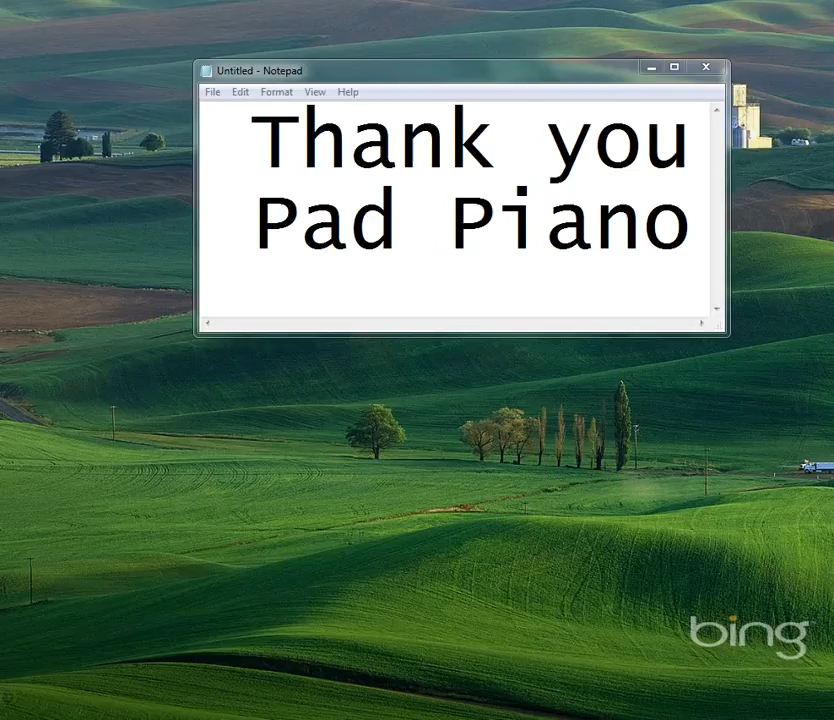 Untitled - Notepad
File Edit Format View Help
Thank you
Pad Piano
bing